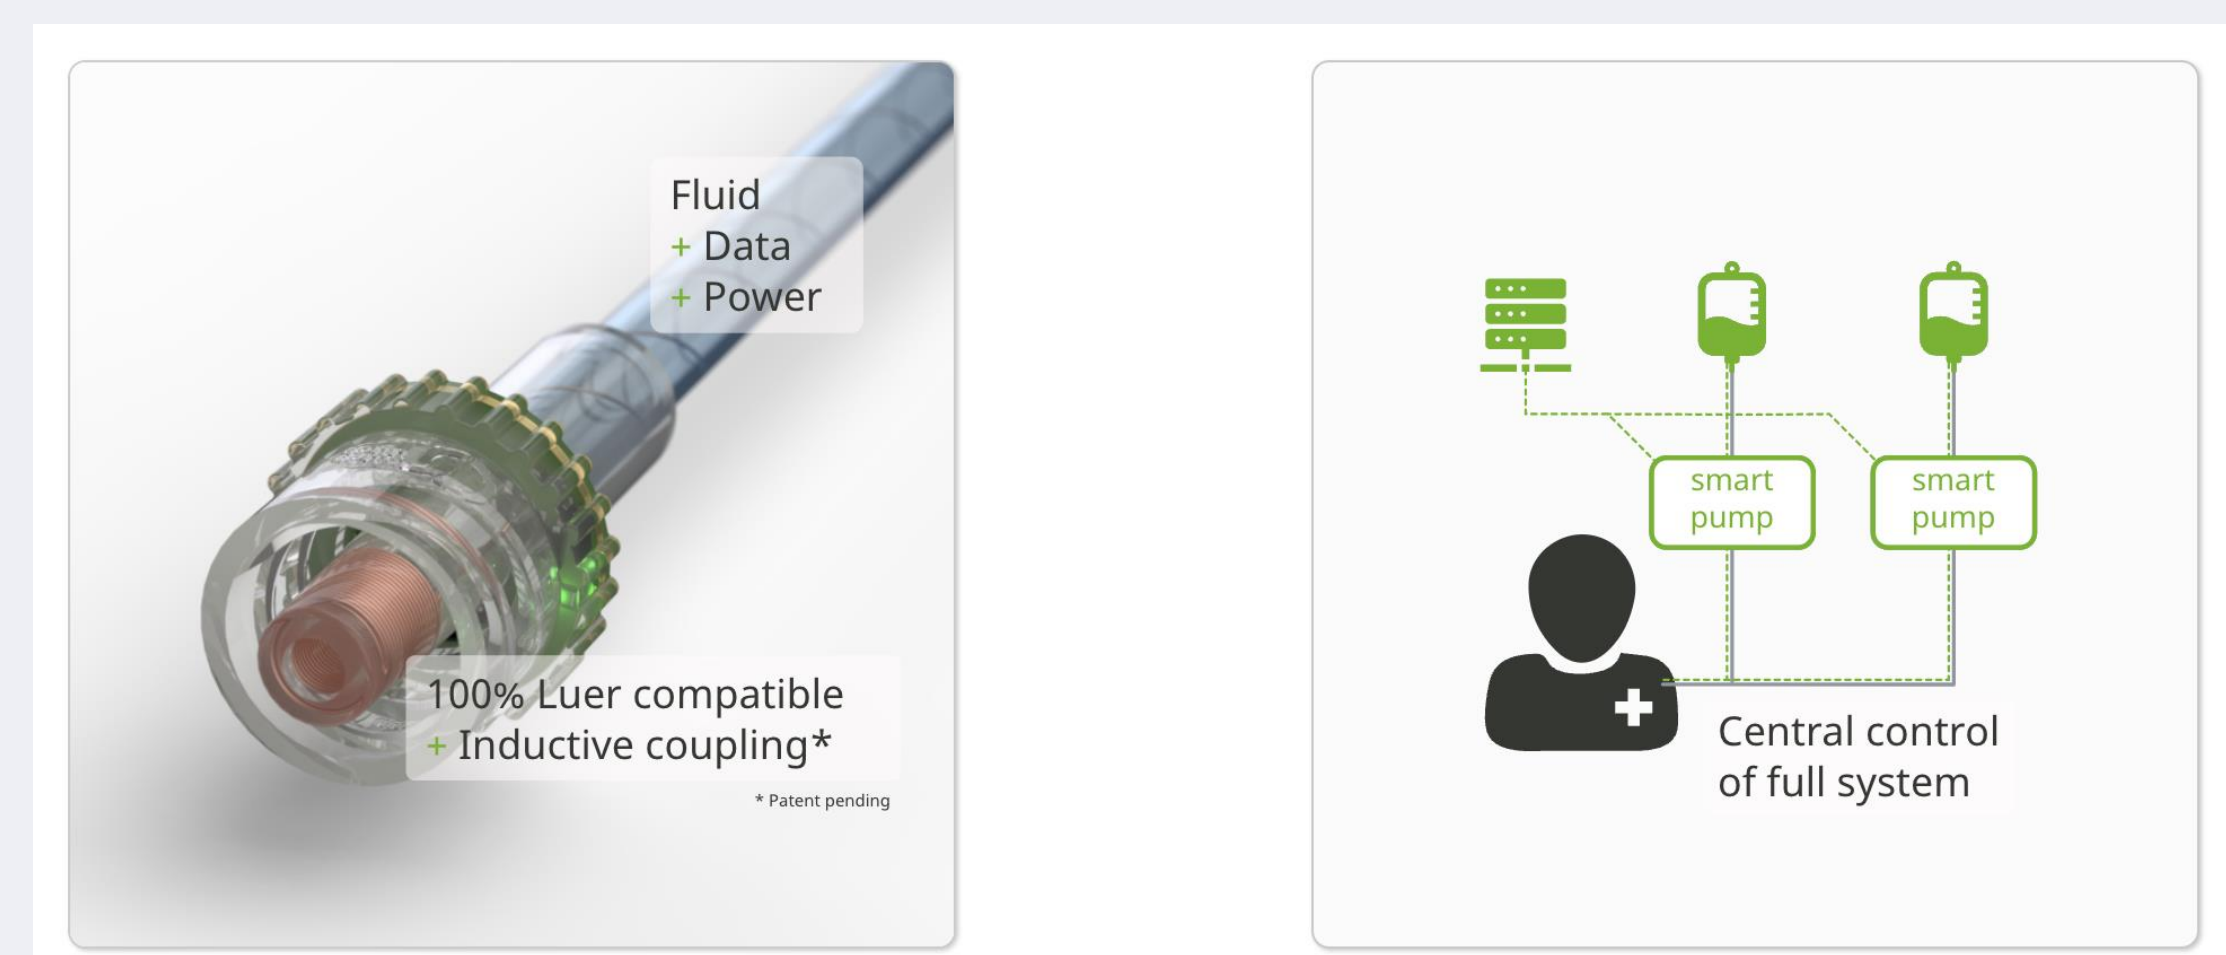 Fluid
+ Data
+ Power
100% Luer compatible
+ Inductive coupling*
* Patent pending
smart
pump
smart
pump
Central control
of full system